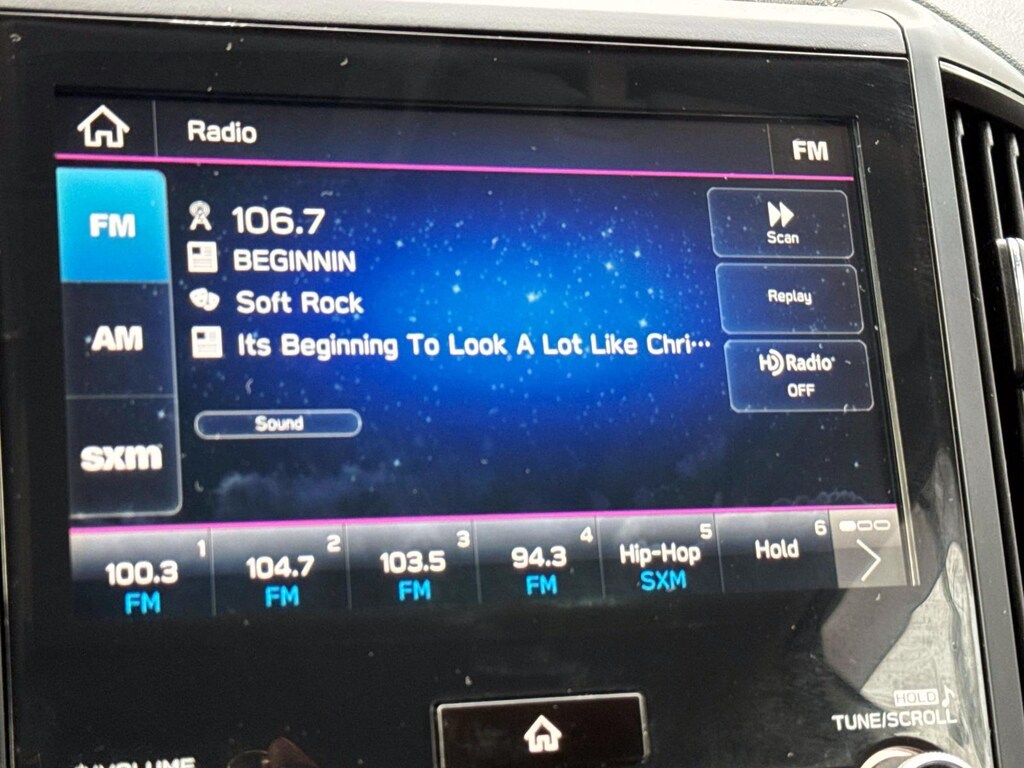 Radio
FM
FM
AM
sxm
106.7
BEGINNIN
Soft Rock
Its Beginning To Look A Lot Like Chri…
Sound
Scan
Replay
HD Radio
OFF
1
100.3
FM
2
104.7
FM
3
103.5
FM
4
94.3
FM
5
Hip-Hop
SXM
6
Hold
HOLD
TUNE/SCROLL
VOLUME